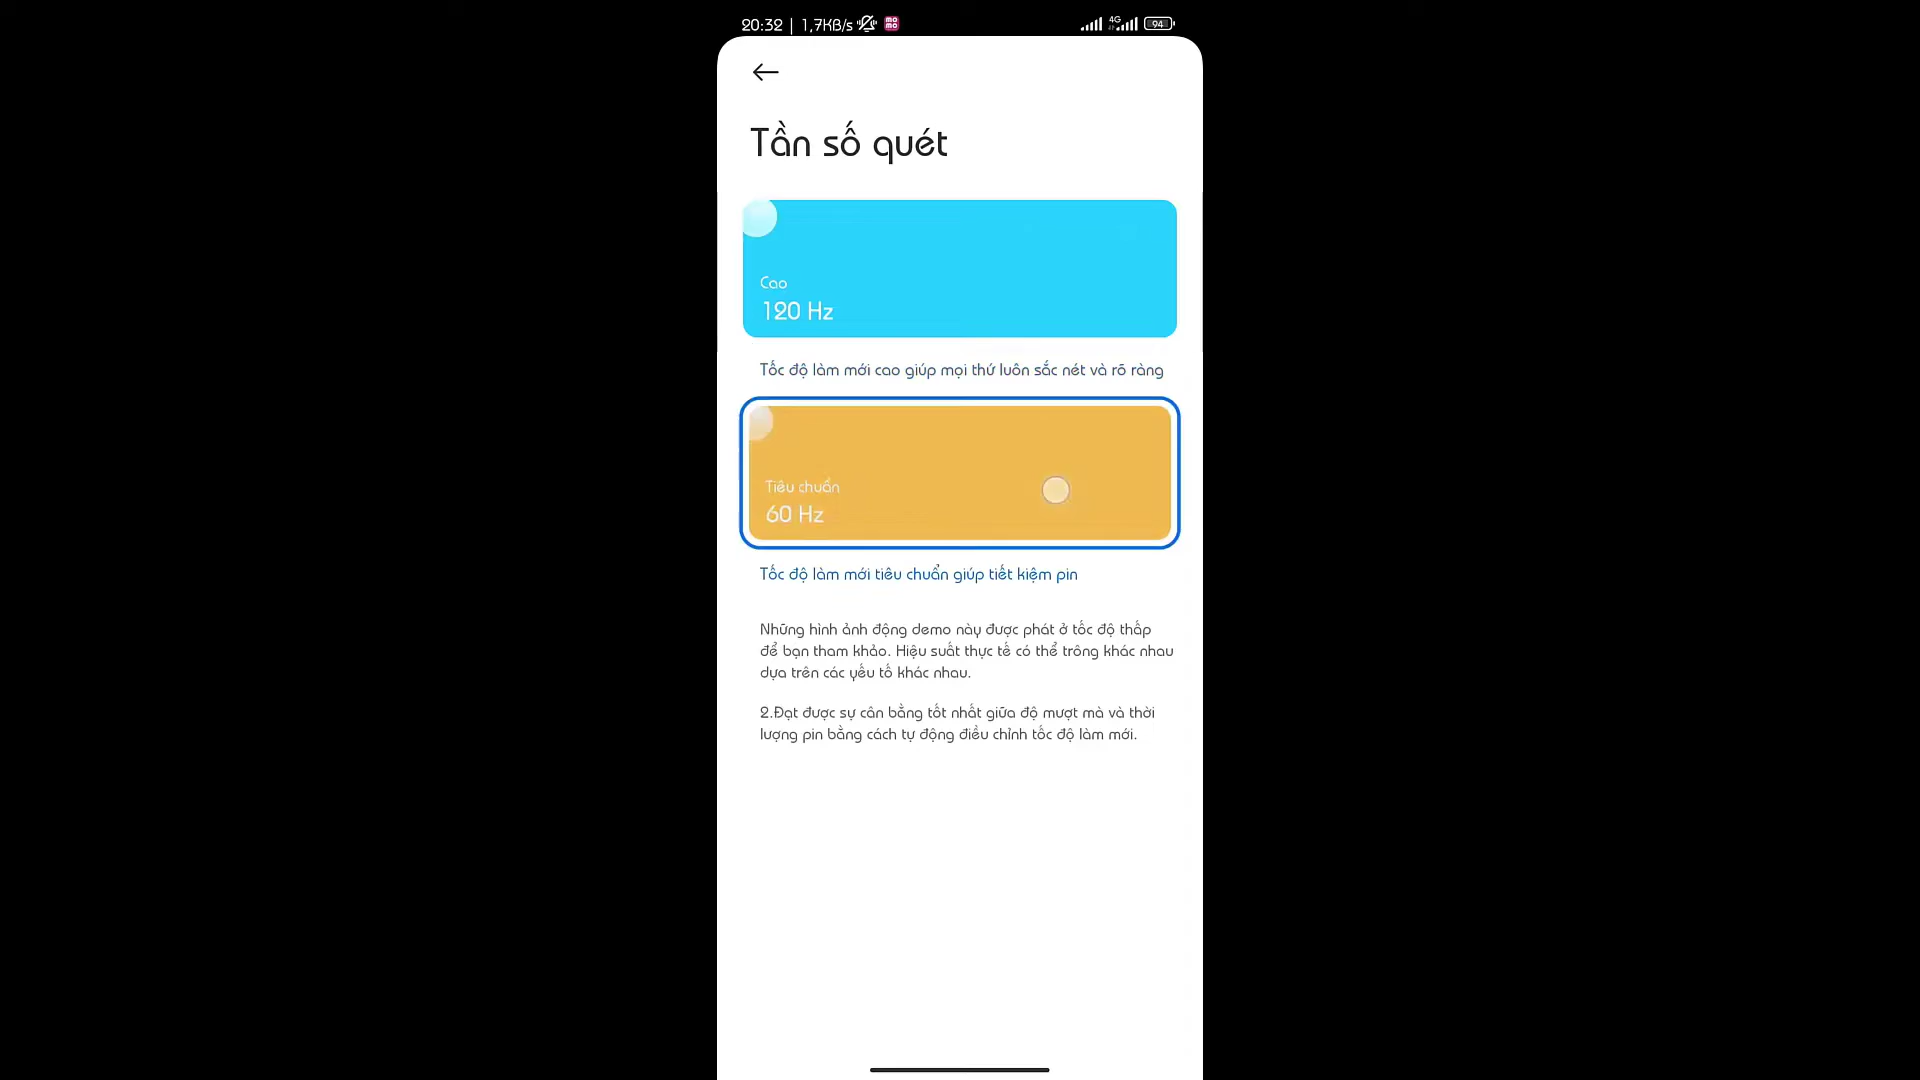 20:32 | 1,7KB/s mo mo 4G 94
Tần số quét
Cao
120 Hz
Tốc độ làm mới cao giúp mọi thứ luôn sắc nét và rõ ràng
Tiêu chuẩn
60 Hz
Tốc độ làm mới tiêu chuẩn giúp tiết kiệm pin
Những hình ảnh động demo này được phát ở tốc độ thấp
để bạn tham khảo. Hiệu suất thực tế có thể trông khác nhau
dựa trên các yếu tố khác nhau.
2.Đạt được sự cân bằng tốt nhất giữa độ mượt mà và thời
lượng pin bằng cách tự động điều chỉnh tốc độ làm mới.